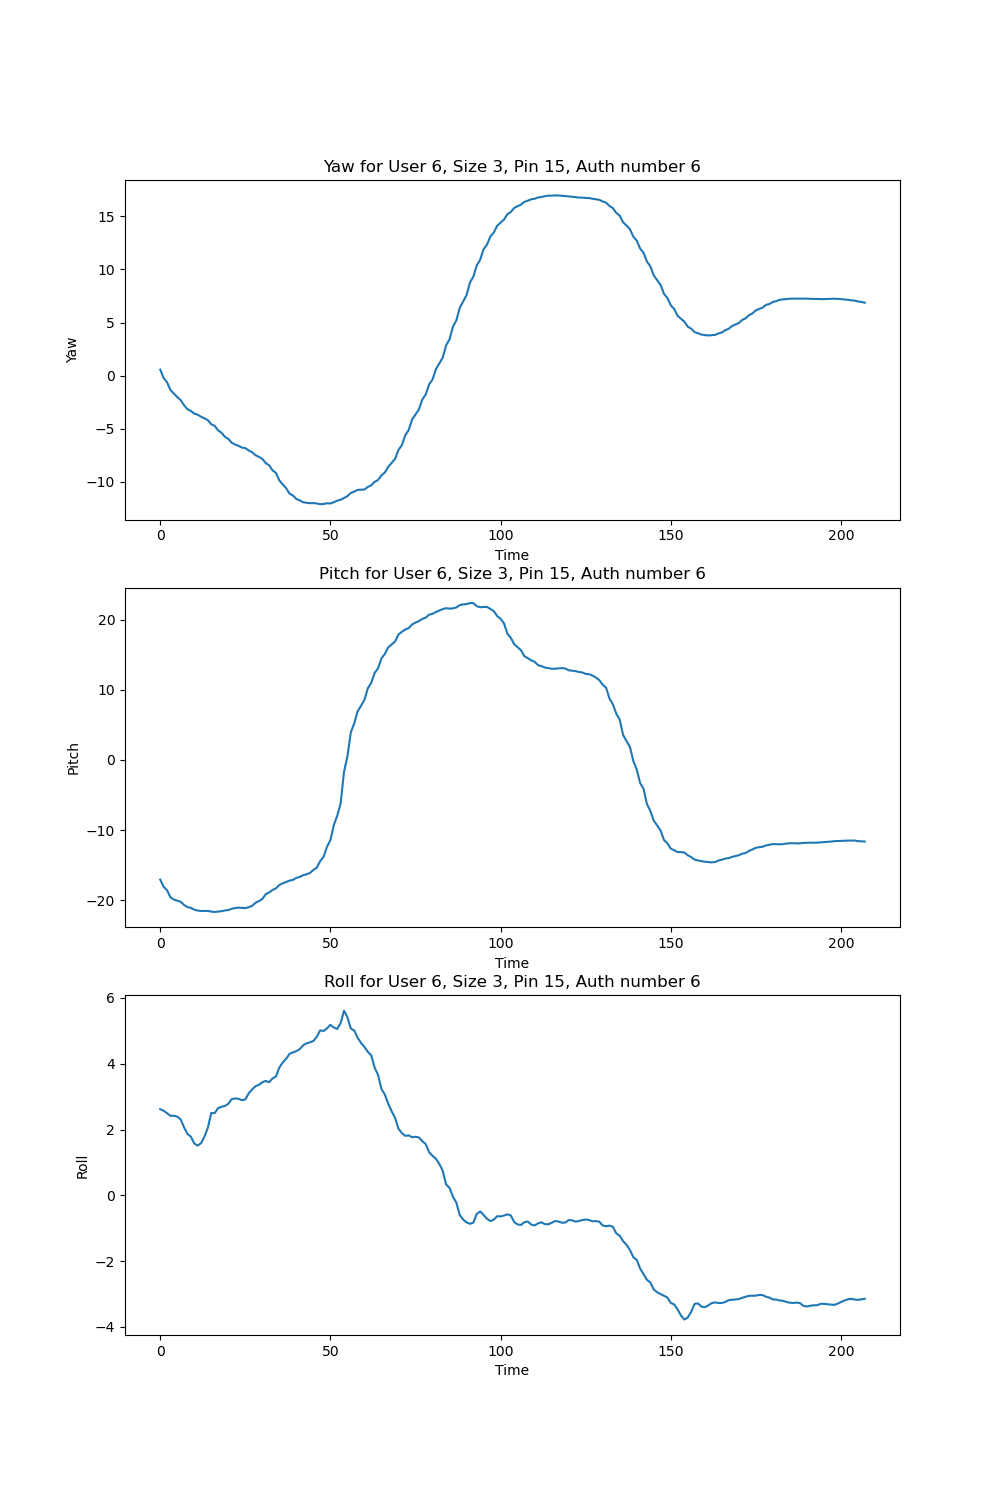 Yaw for User 6, Size 3, Pin 15, Auth number 6
15
10
5
0
−5
−10
Yaw
0 50 100 150 200
Time
Pitch for User 6, Size 3, Pin 15, Auth number 6
20
10
0
−10
−20
Pitch
0 50 100 150 200
Time
Roll for User 6, Size 3, Pin 15, Auth number 6
6
4
2
0
−2
−4
Roll
0 50 100 150 200
Time